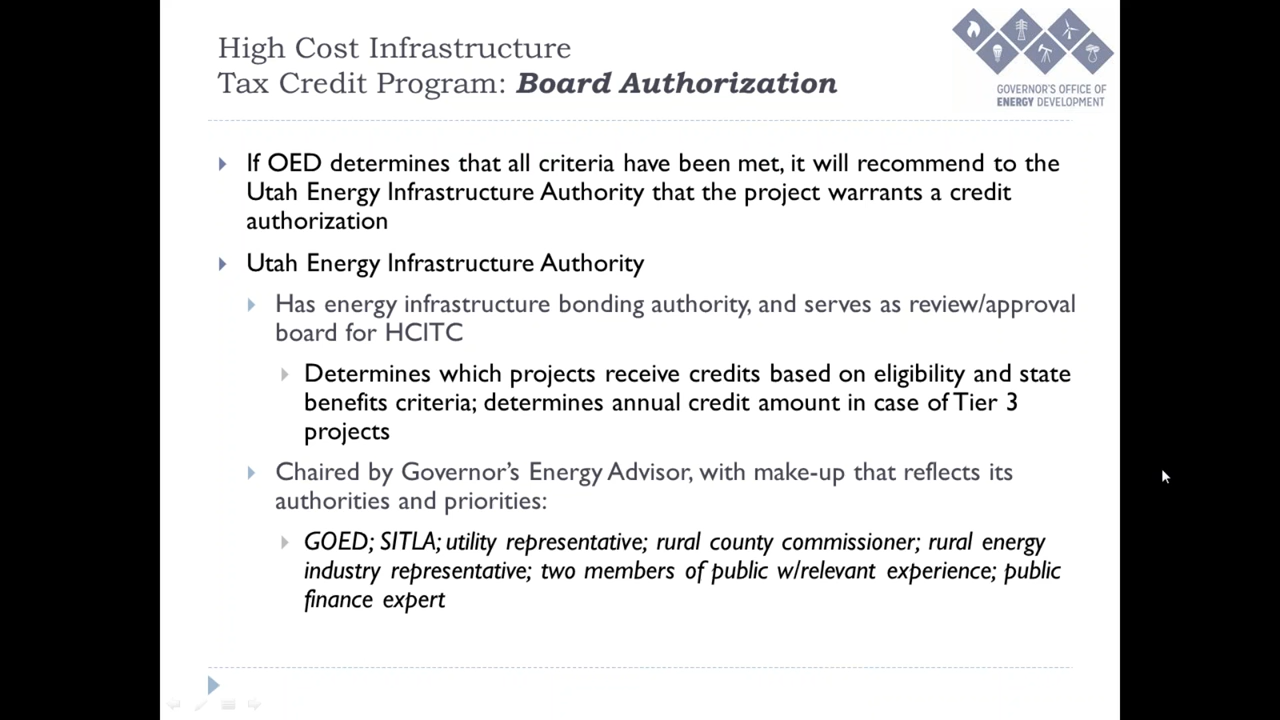 High Cost Infrastructure
Tax Credit Program: Board Authorization
GOVERNOR'S OFFICE OF
ENERGY DEVELOPMENT
If OED determines that all criteria have been met, it will recommend to the
Utah Energy Infrastructure Authority that the project warrants a credit
authorization
Utah Energy Infrastructure Authority
Has energy infrastructure bonding authority, and serves as review/approval
board for HCITC
Determines which projects receive credits based on eligibility and state
benefits criteria; determines annual credit amount in case of Tier 3
projects
Chaired by Governor's Energy Advisor, with make-up that reflects its
authorities and priorities:
GOED; SITLA; utility representative; rural county commissioner; rural energy
industry representative; two members of public w/relevant experience; public
finance expert